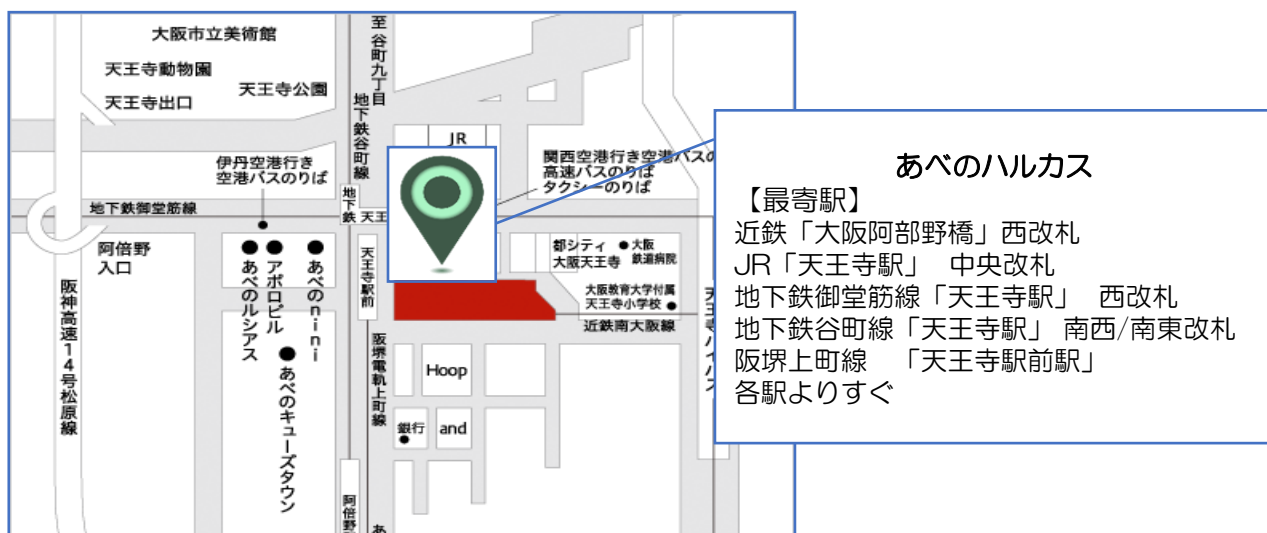 大阪市立美術館
天王寺動物園
天王寺公園
天王寺出口
至 谷町九丁目
地下鉄谷町線
JR
伊丹空港行き
空港バスのりば
関西空港行き空港バスの
高速バスのりば
タクシーのりば
地下鉄御堂筋線
地下鉄
天王
阿倍野
入口
天王寺駅前
都シティ
大阪天王寺
大阪
鉄道病院
あべのnini
アポロビル
あべのルシアス
あべのキューズタウン
大阪教育大学付属
天王寺小学校
近鉄南大阪線
阪神高速14号松原線
阪堺電軌上町線
Hoop
銀行
and
阿倍野
あ
あべのハルカス
【最寄駅】
近鉄「大阪阿部野橋」西改札
JR「天王寺駅」 中央改札
地下鉄御堂筋線「天王寺駅」 西改札
地下鉄谷町線「天王寺駅」 南西/南東改札
阪堺上町線 「天王寺駅前駅」
各駅よりすぐ